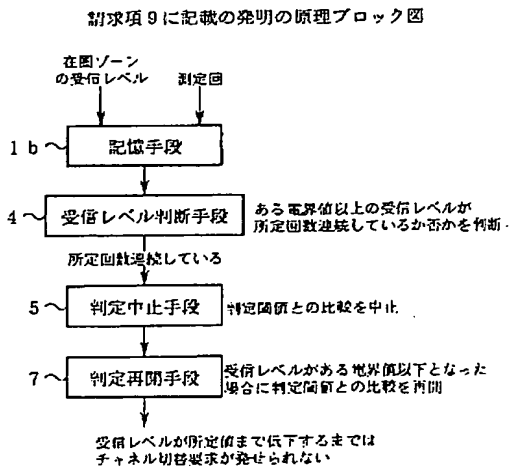 請求項9に記載の発明の原理ブロック図
在圏ゾーン
の受信レベル
測定回
1b
記憶手段
4
受信レベル判断手段
ある電界値以上の受信レベルが
所定回数連続しているか否かを判断.
所定回数連続している
5
判定中止手段
判定閾値との比較を中止
7
判定再開手段
受信レベルがある電界値以下となった
場合に判定閾値との比較を再開
受信レベルが所定値まで低下するまでは
チャネル切替要求が発せられない